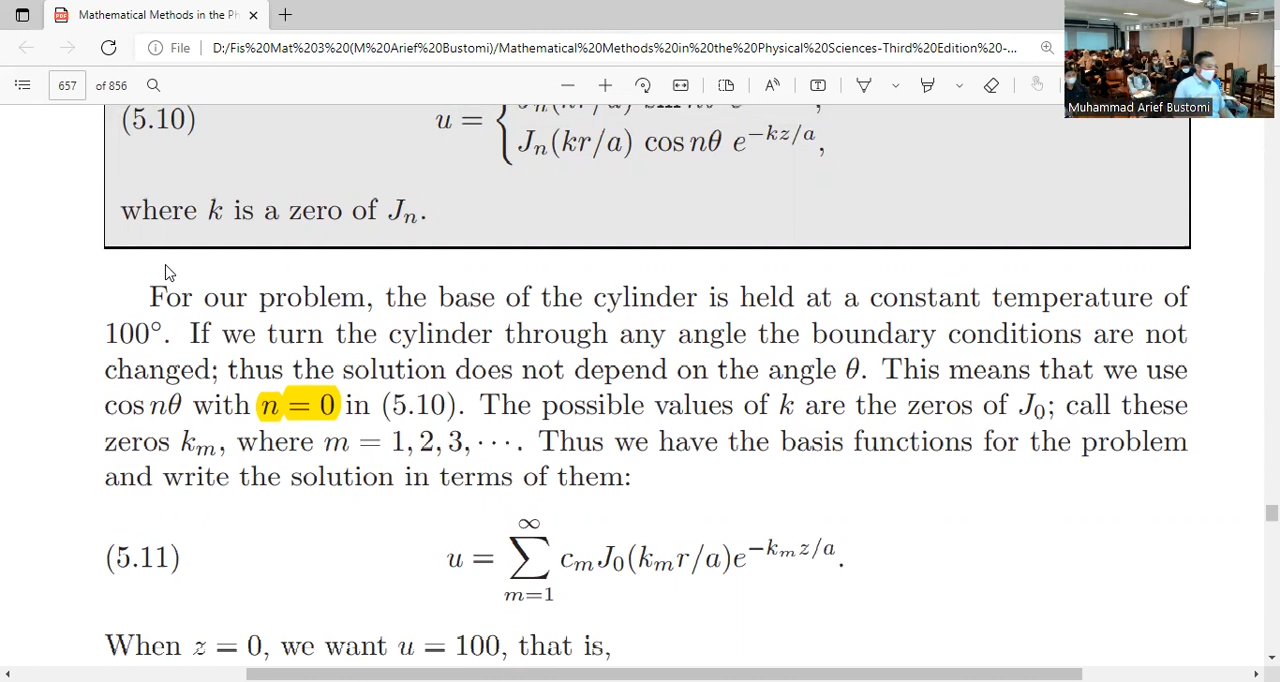 Mathematical Methods in the Ph
File D:/Fis%20Mat%203%20(M%20Arief%20Bustomi)/Mathematical%20Methods%20in%20the%20Physical%20Sciences-Third%20Edition%20-...
657 of 856
Muhammad Arief Bustomi
(5.10) u = { J_n(kr/a) sin nθ e^{-kz/a},
J_n(kr/a) cos nθ e^{-kz/a},
where k is a zero of J_n.
For our problem, the base of the cylinder is held at a constant temperature of
100°. If we turn the cylinder through any angle the boundary conditions are not
changed; thus the solution does not depend on the angle θ. This means that we use
cos nθ with n = 0 in (5.10). The possible values of k are the zeros of J₀; call these
zeros k_m, where m = 1, 2, 3, ⋯. Thus we have the basis functions for the problem
and write the solution in terms of them:
(5.11) u = ∑_{m=1}^{∞} c_m J₀(k_m r/a)e^{-k_m z/a}.
When z = 0, we want u = 100, that is,